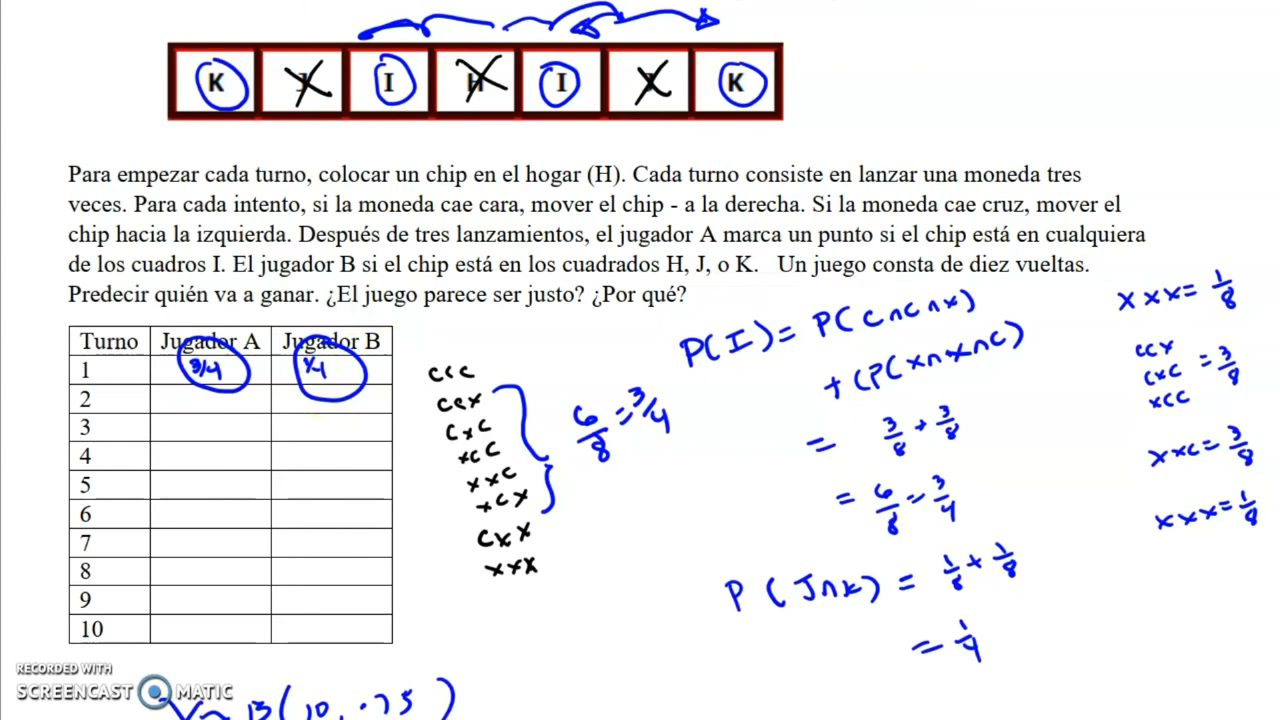 K J I H I J K
Para empezar cada turno, colocar un chip en el hogar (H). Cada turno consiste en lanzar una moneda tres
veces. Para cada intento, si la moneda cae cara, mover el chip - a la derecha. Si la moneda cae cruz, mover el
chip hacia la izquierda. Después de tres lanzamientos, el jugador A marca un punto si el chip está en cualquiera
de los cuadros I. El jugador B si el chip está en los cuadrados H, J, o K. Un juego consta de diez vueltas.
Predecir quién va a ganar. ¿El juego parece ser justo? ¿Por qué?
Turno Jugador A Jugador B
1 3/4 1/4
2
3
4
5
6
7
8
9
10
CCC
CCX
CXC
XCC
XXC
XCX
CXX
XXX
6/8 = 3/4
P(I) = P(C∩C∩X)
+ (P(X∩X∩C)
= 3/8 + 3/8
= 6/8 = 3/4
P(J∩K) = 1/8 + 1/8
= 1/4
XXX = 1/8
CCX
CXC = 3/8
XCC
XXC = 3/8
XXX = 1/8
RECORDED WITH
SCREENCAST MATIC
~ B(10, .75)